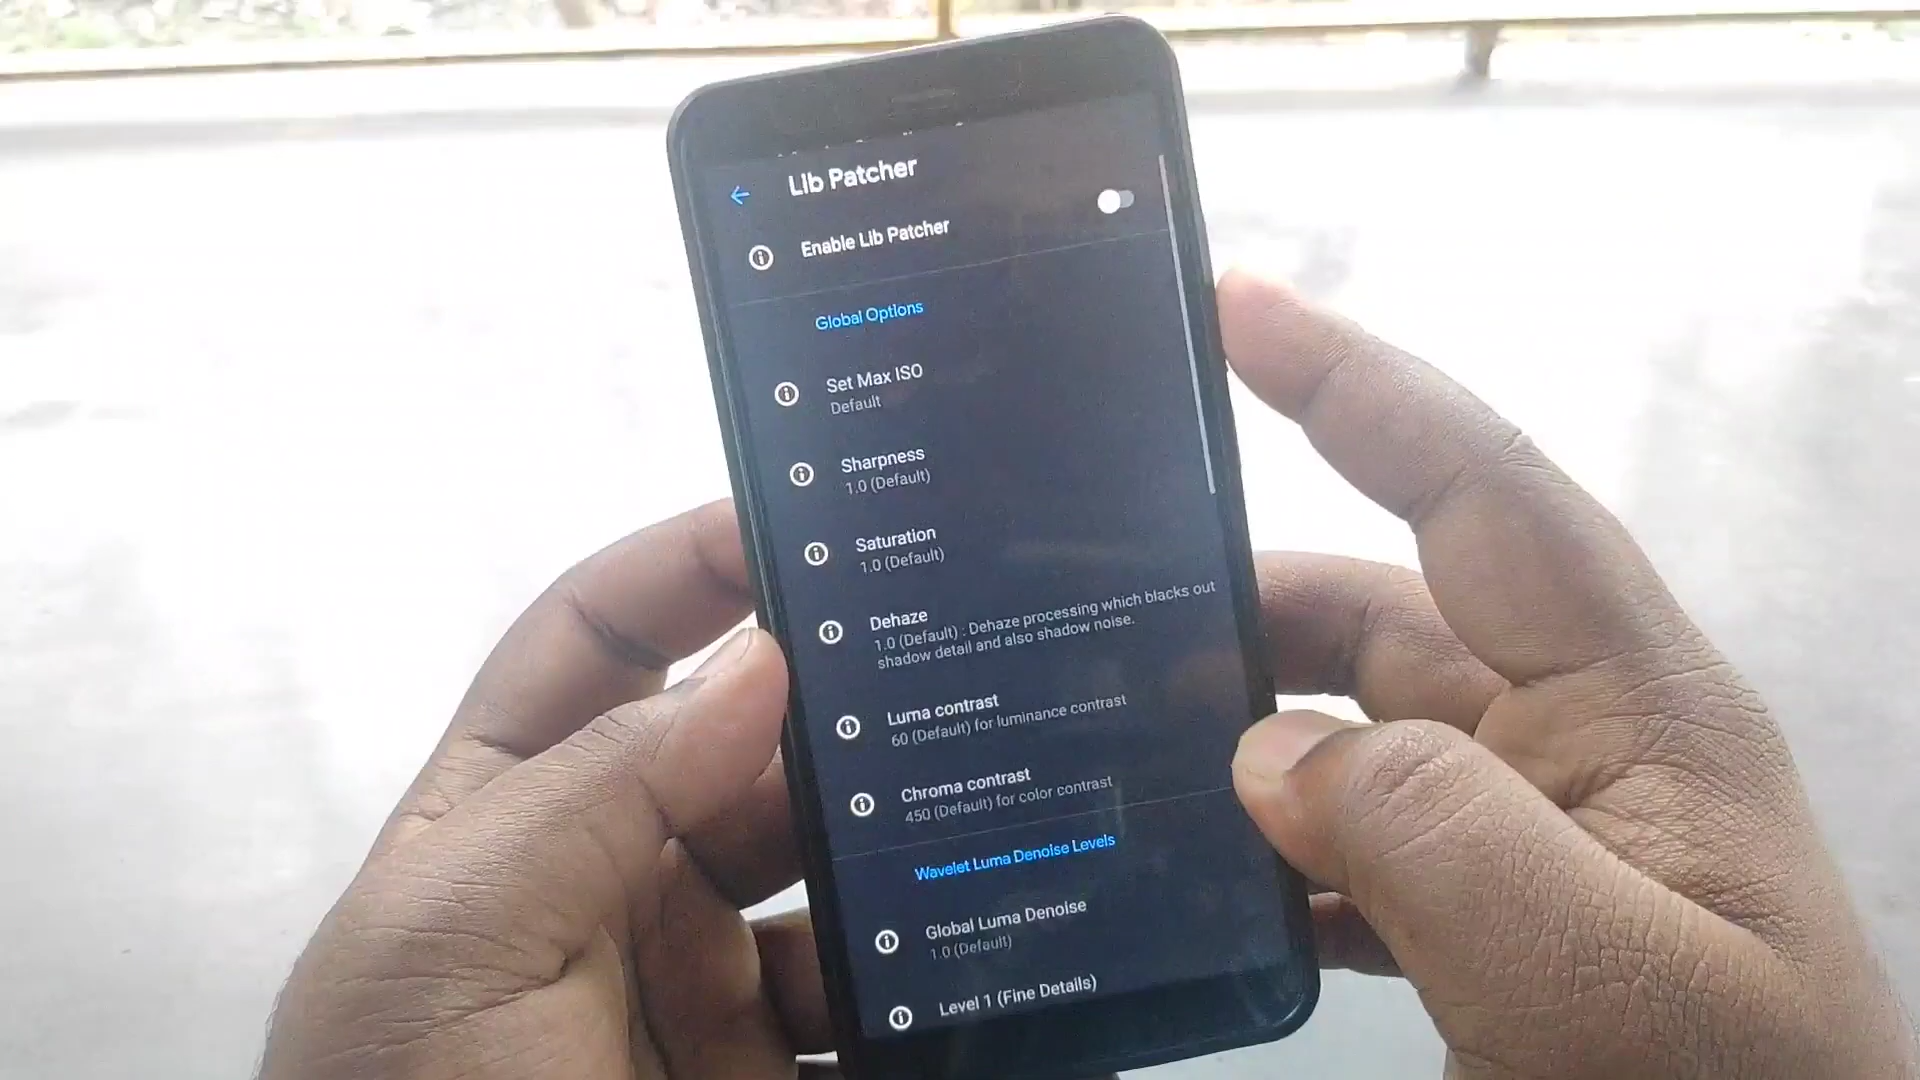 Lib Patcher
Enable Lib Patcher
Global Options
Set Max ISO
Default
Sharpness
1.0 (Default)
Saturation
1.0 (Default)
Dehaze
1.0 (Default) : Dehaze processing which blacks out
shadow detail and also shadow noise.
Luma contrast
60 (Default) for luminance contrast
Chroma contrast
450 (Default) for color contrast
Wavelet Luma Denoise Levels
Global Luma Denoise
1.0 (Default)
Level 1 (Fine Details)